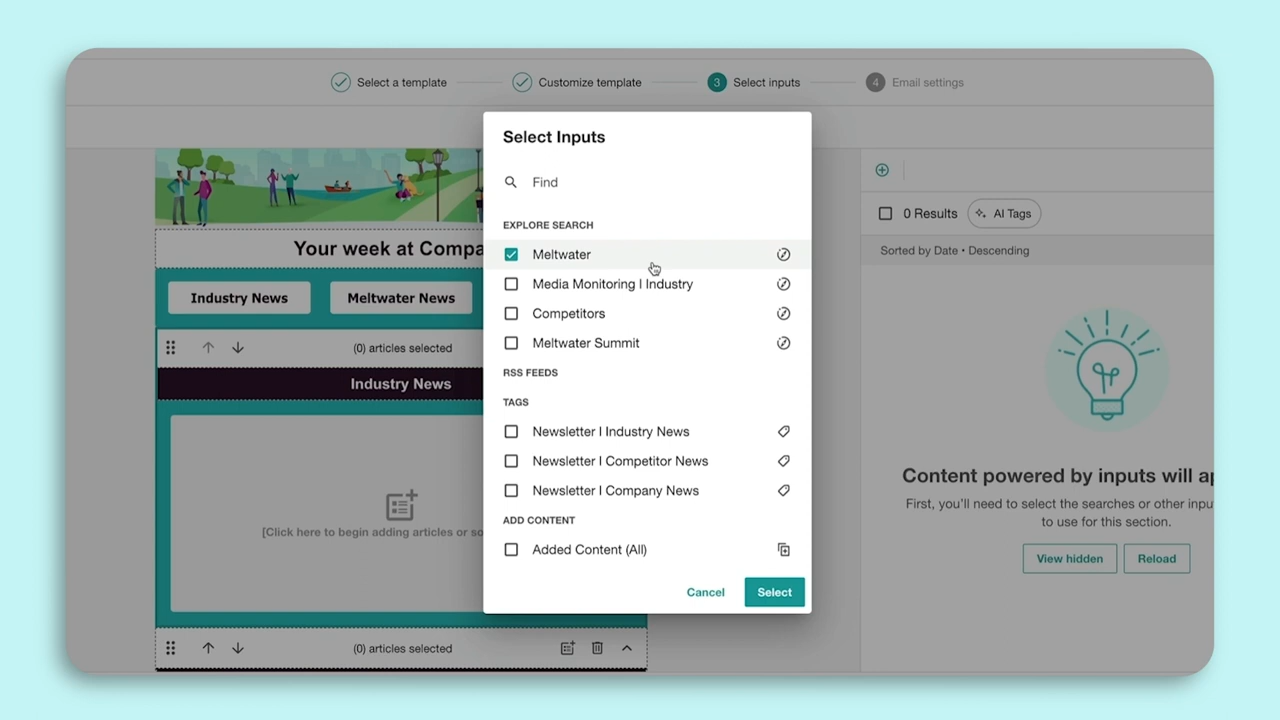 Select a template
Customize template
3 Select inputs
4 Email settings
Select Inputs
Find
EXPLORE SEARCH
Meltwater
Media Monitoring | Industry
Competitors
Meltwater Summit
RSS FEEDS
TAGS
Newsletter | Industry News
Newsletter | Competitor News
Newsletter | Company News
ADD CONTENT
Added Content (All)
Cancel
Select
Your week at Compa
Industry News
Meltwater News
(0) articles selected
Industry News
[Click here to begin adding articles or so
(0) articles selected
0 Results
AI Tags
Sorted by Date • Descending
Content powered by inputs will ap
First, you'll need to select the searches or other inpu
to use for this section.
View hidden
Reload